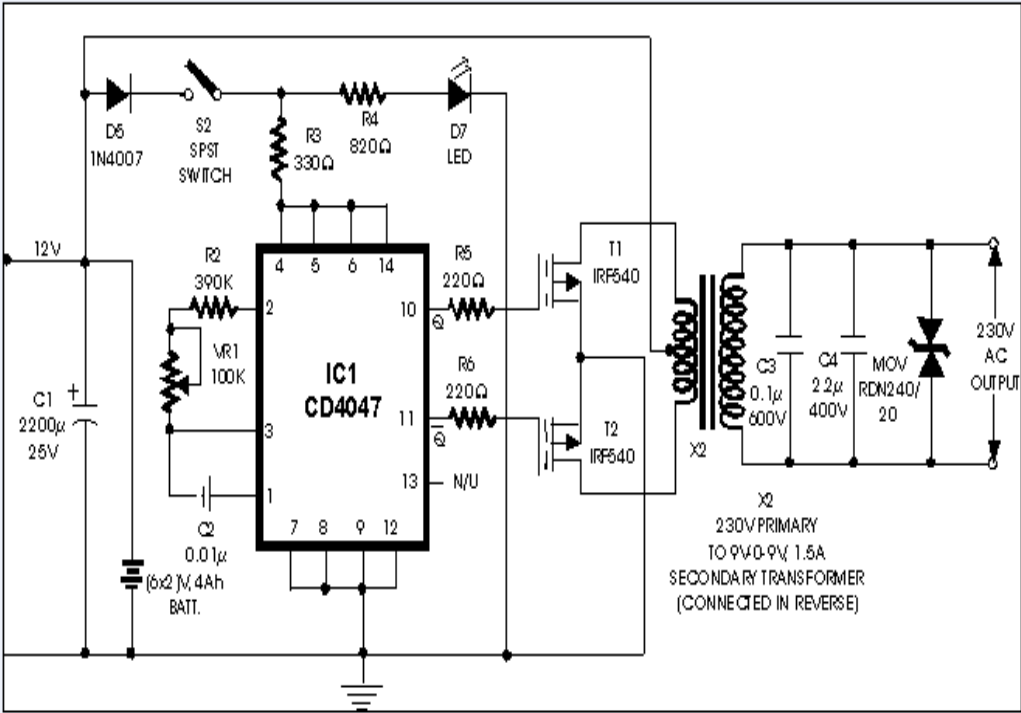 D5
1N4007
S2
SPST
SWITCH
R3
330Ω
R4
820Ω
D7
LED
12V
R2
390K
VR1
100K
C1
+
2200µ
25V
C2
0.01µ
(6x2)V, 4Ah
BATT.
4 5 6 14
2
3
1
IC1
CD4047
10
Q
11
Q̅
13
N/U
7 8 9 12
R5
220Ω
R6
220Ω
T1
IRF540
T2
IRF540
X2
C3
0.1µ
600V
C4
2.2µ
400V
MOV
RDN240/
20
230V
AC
OUTPUT
X2
230V PRIMARY
TO 9V-0-9V, 1.5A
SECONDARY TRANSFORMER
(CONNECTED IN REVERSE)